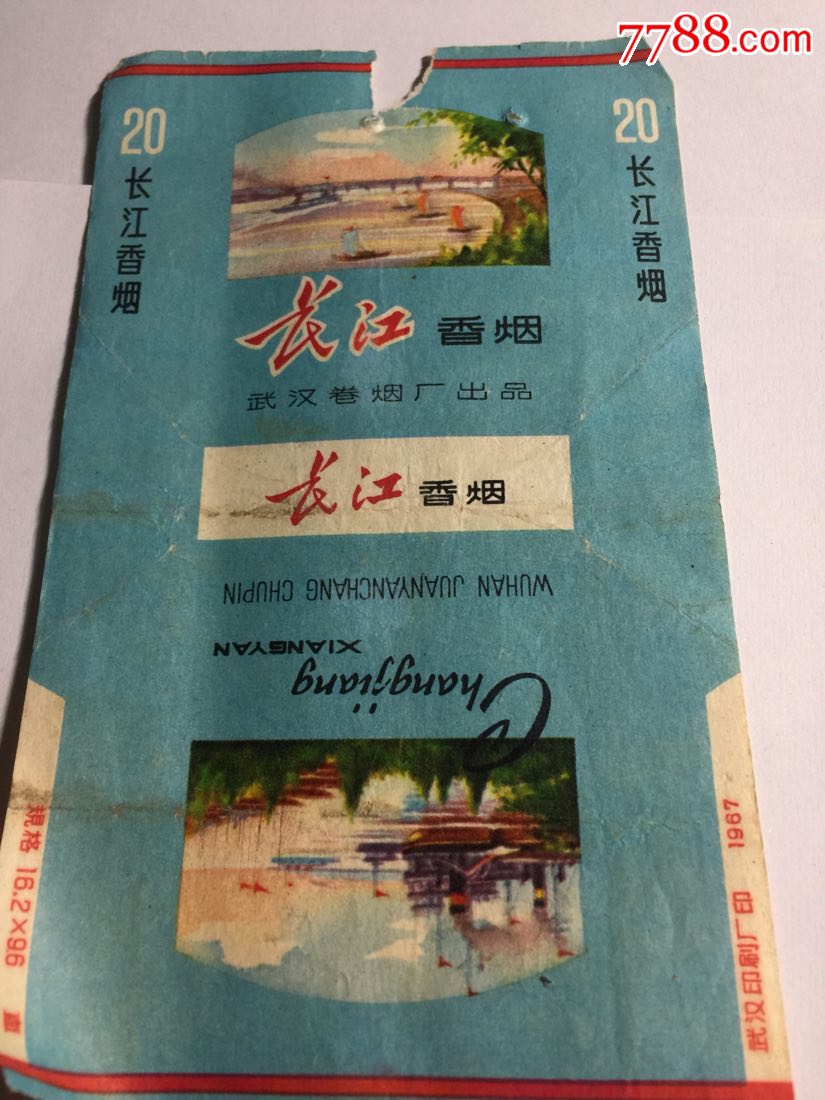 7788.com
20
长江香烟
20
长江香烟
长江 香烟
武汉卷烟厂出品
长江 香烟
WUHAN JUANYANCHANG CHUPIN
XIANGYAN
Changjiang
规格 16.2×9.6
武汉印刷厂印 1967